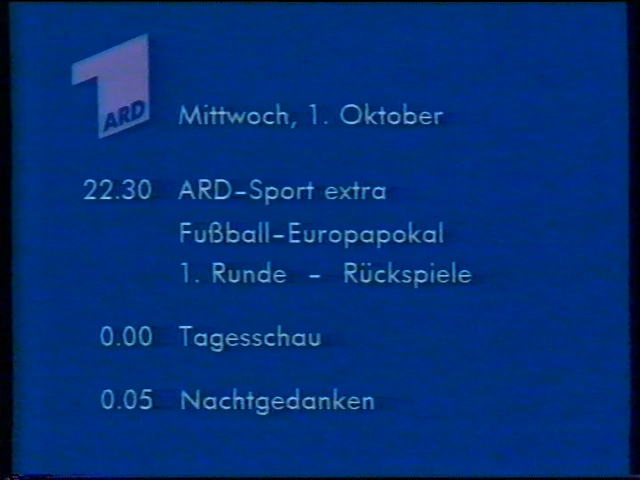 ARD
Mittwoch, 1. Oktober
22.30 ARD-Sport extra
Fußball-Europapokal
1. Runde - Rückspiele
0.00 Tagesschau
0.05 Nachtgedanken